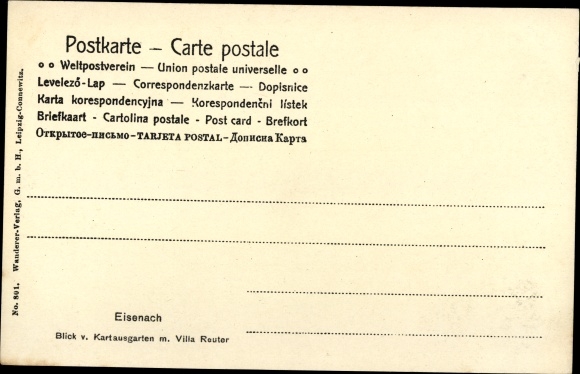 Postkarte – Carte postale
o o Weltpostverein — Union postale universelle o o
Levelező-Lap — Correspondenzkarte — Dopisnice
Karta korespondencyjna — Korespondenční lístek
Briefkaart - Cartolina postale - Post card - Brefkort
Открытое-письмо–TARJETA POSTAL–Дописна Карта
No. 801. Wanderer-Verlag, G. m. b. H., Leipzig-Connewitz.
Eisenach
Blick v. Kartausgarten m. Villa Reuter